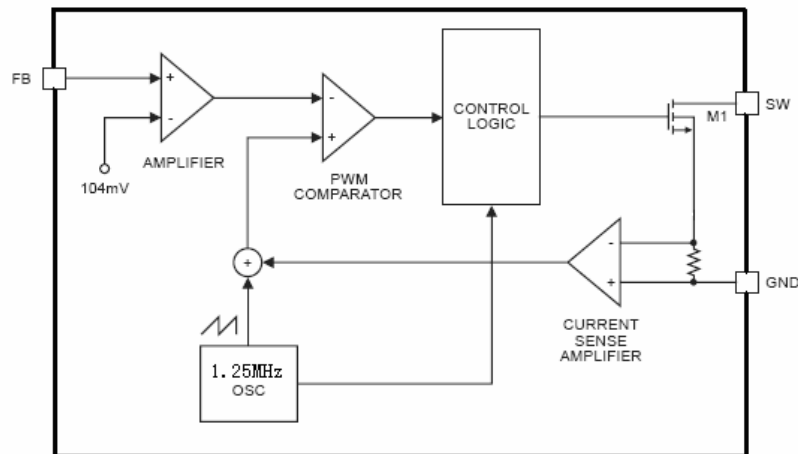 FB
+
-
AMPLIFIER
104mV
-
+
PWM
COMPARATOR
CONTROL
LOGIC
M1
SW
+
-
+
GND
CURRENT
SENSE
AMPLIFIER
1.25MHz
OSC